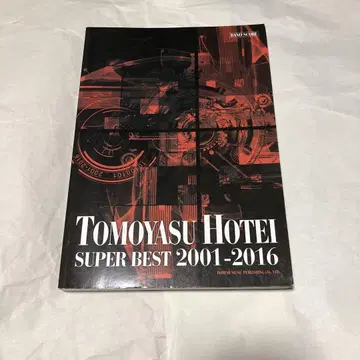 BAND SCORE
TOMOYASU HOTEI
SUPER BEST 2001-2016